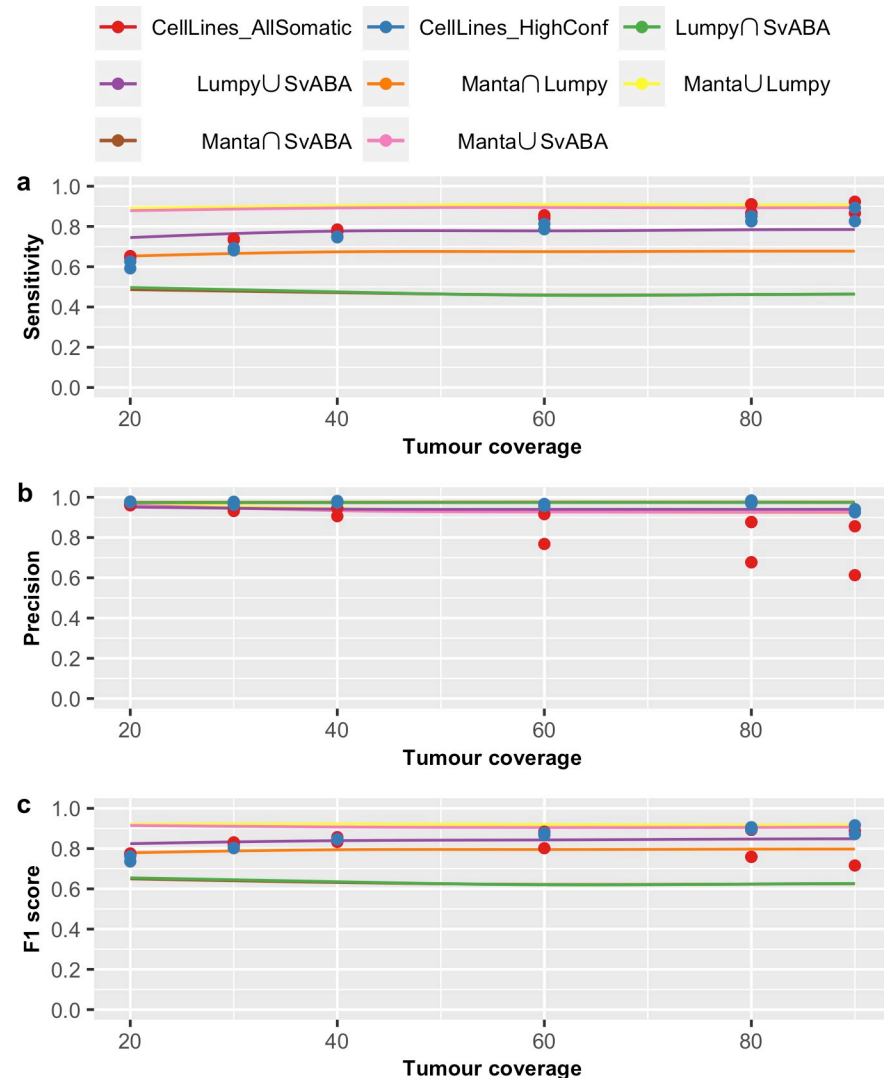 CellLines_AllSomatic CellLines_HighConf Lumpy⋂SvABA
Lumpy⋃SvABA Manta⋂Lumpy Manta⋃Lumpy
Manta⋂SvABA Manta⋃SvABA
a
1.0
0.8
0.6
0.4
0.2
0.0
Sensitivity
20 40 60 80
Tumour coverage
b
1.0
0.8
0.6
0.4
0.2
0.0
Precision
20 40 60 80
Tumour coverage
c
1.0
0.8
0.6
0.4
0.2
0.0
F1 score
20 40 60 80
Tumour coverage